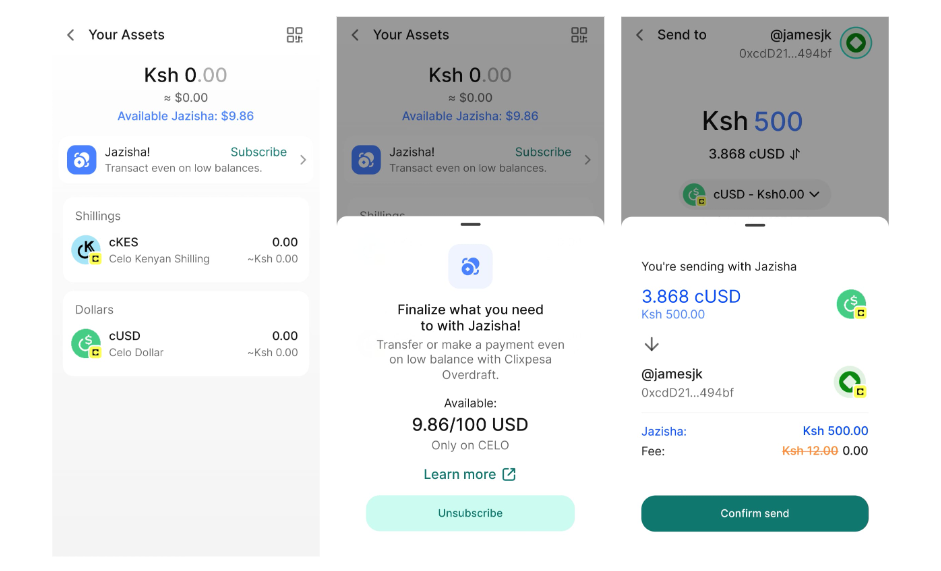 Your Assets
Ksh 0.00
≈ $0.00
Available Jazisha: $9.86
Jazisha!
Subscribe
Transact even on low balances.
Shillings
cKES
0.00
Celo Kenyan Shilling
~Ksh 0.00
Dollars
cUSD
0.00
Celo Dollar
~Ksh 0.00
Your Assets
Ksh 0.00
≈ $0.00
Available Jazisha: $9.86
Jazisha!
Subscribe
Transact even on low balances.
Shillings
Finalize what you need
to with Jazisha!
Transfer or make a payment even
on low balance with Clixpesa
Overdraft.
Available:
9.86/100 USD
Only on CELO
Learn more
Unsubscribe
Send to
@jamesjk
0xcdD21...494bf
Ksh 500
3.868 cUSD
cUSD - Ksh0.00
You're sending with Jazisha
3.868 cUSD
Ksh 500.00
@jamesjk
0xcdD21...494bf
Jazisha:
Ksh 500.00
Fee:
Ksh 12.00 0.00
Confirm send